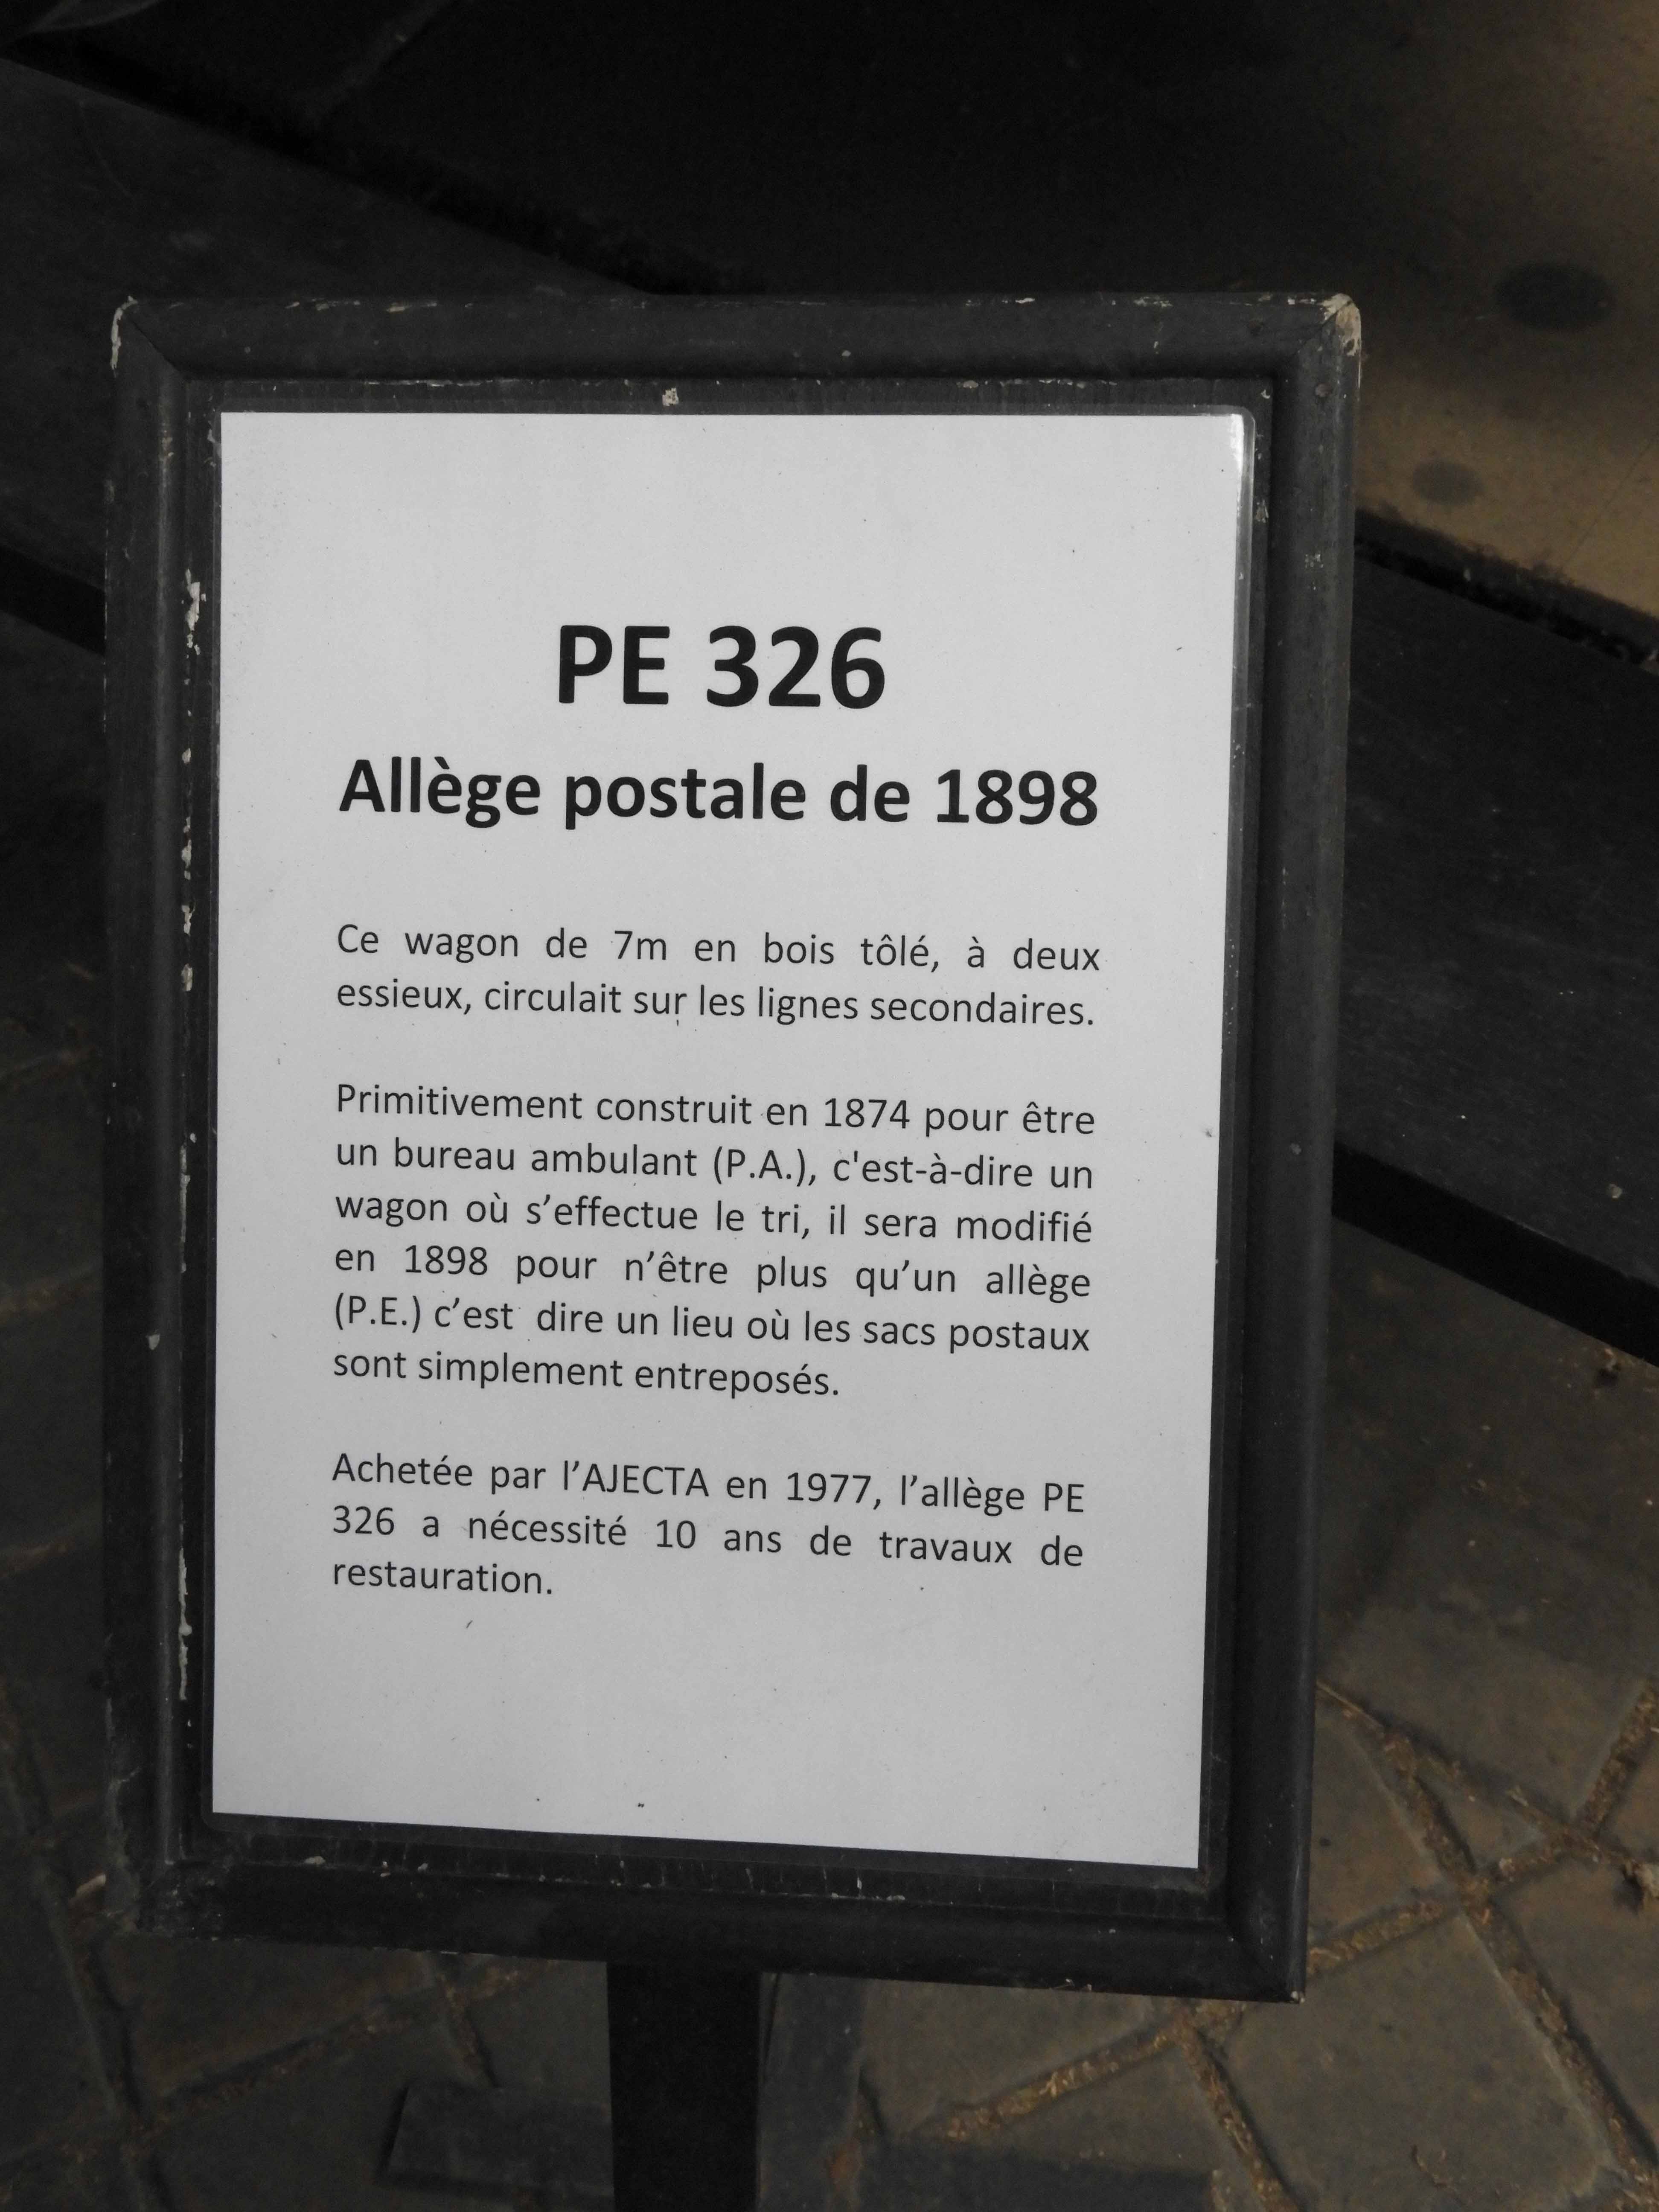 PE 326
Allège postale de 1898
Ce wagon de 7m en bois tôlé, à deux
essieux, circulait sur les lignes secondaires.
Primitivement construit en 1874 pour être
un bureau ambulant (P.A.), c'est-à-dire un
wagon où s’effectue le tri, il sera modifié
en 1898 pour n’être plus qu’un allège
(P.E.) c’est dire un lieu où les sacs postaux
sont simplement entreposés.
Achetée par l’AJECTA en 1977, l’allège PE
326 a nécessité 10 ans de travaux de
restauration.